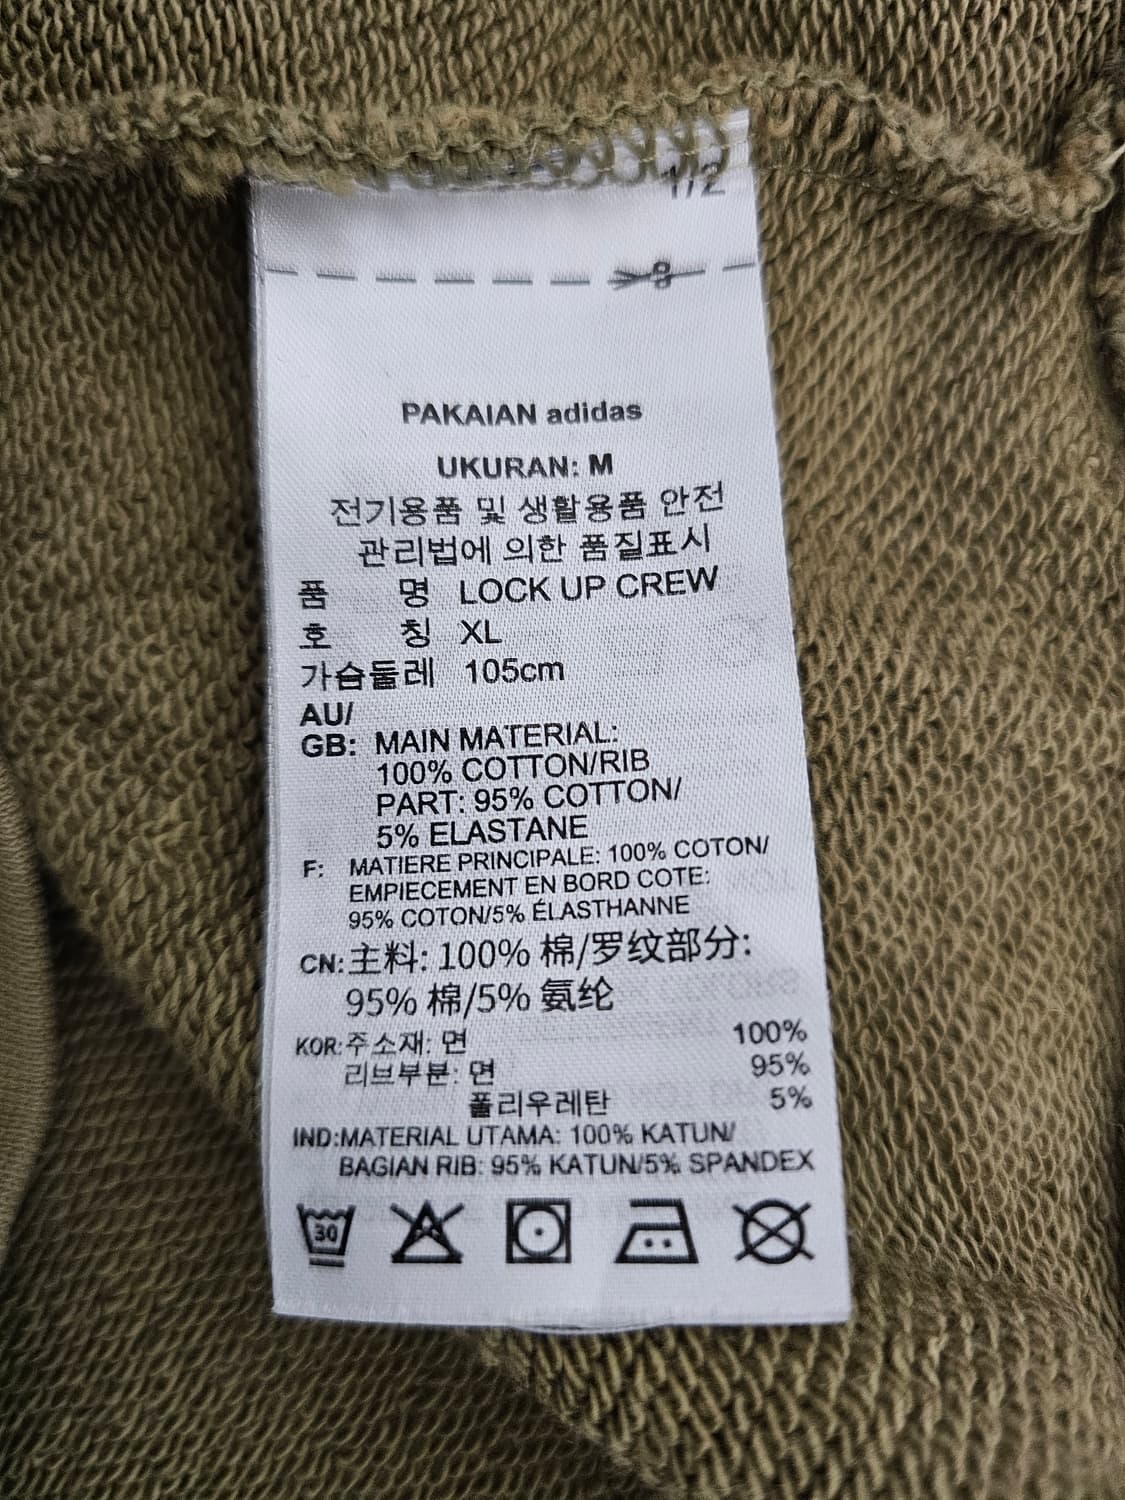 1/2
PAKAIAN adidas
UKURAN: M
전기용품 및 생활용품 안전
관리법에 의한 품질표시
품 명 LOCK UP CREW
호 칭 XL
가슴둘레 105cm
AU/
GB: MAIN MATERIAL:
100% COTTON/RIB
PART: 95% COTTON/
5% ELASTANE
F: MATIERE PRINCIPALE: 100% COTON/
EMPIECEMENT EN BORD COTE:
95% COTON/5% ÉLASTHANNE
CN: 主料: 100% 棉/罗纹部分:
95% 棉/5% 氨纶
KOR: 주소재: 면 100%
리브부분: 면 95%
폴리우레탄 5%
IND: MATERIAL UTAMA: 100% KATUN/
BAGIAN RIB: 95% KATUN/5% SPANDEX
30